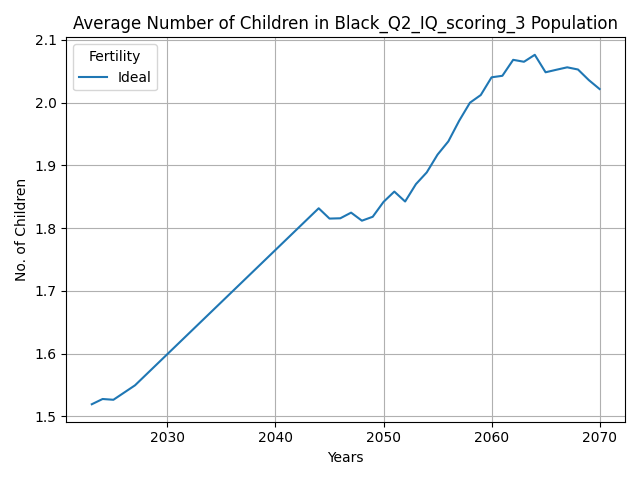 Average Number of Children in Black_Q2_IQ_scoring_3 Population
Fertility
Ideal
No. of Children
2.1
2.0
1.9
1.8
1.7
1.6
1.5
2030 2040 2050 2060 2070
Years